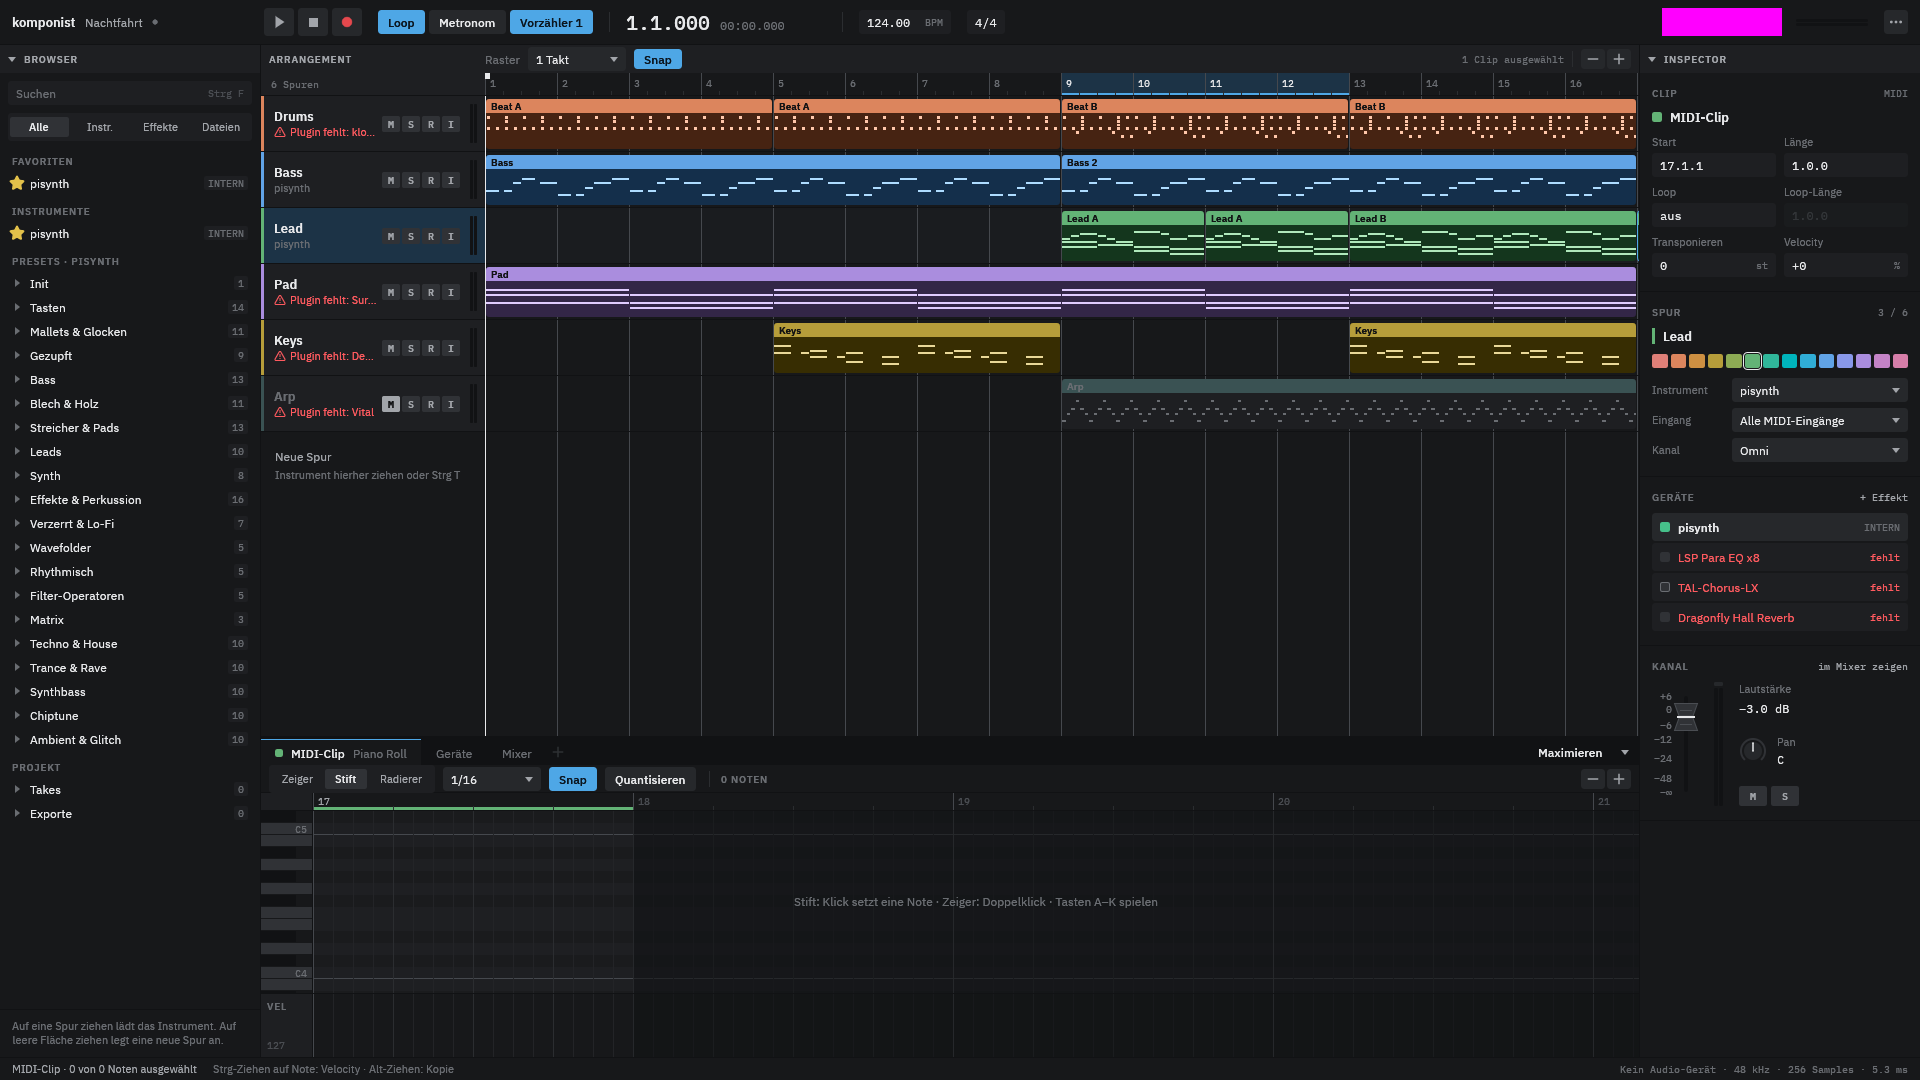 komponist Nachtfahrt
Loop Metronom Vorzähler 1
1.1.000 00:00.000
124.00 BPM 4/4
BROWSER
Suchen Strg F
Alle Instr. Effekte Dateien
FAVORITEN
pisynth INTERN
INSTRUMENTE
pisynth INTERN
PRESETS · PISYNTH
Init 1
Tasten 14
Mallets & Glocken 11
Gezupft 9
Bass 13
Blech & Holz 11
Streicher & Pads 13
Leads 10
Synth 8
Effekte & Perkussion 16
Verzerrt & Lo-Fi 7
Wavefolder 5
Rhythmisch 5
Filter-Operatoren 5
Matrix 3
Techno & House 10
Trance & Rave 10
Synthbass 10
Chiptune 10
Ambient & Glitch 10
PROJEKT
Takes 0
Exporte 0
Auf eine Spur ziehen lädt das Instrument. Auf
leere Fläche ziehen legt eine neue Spur an.
ARRANGEMENT
Raster 1 Takt Snap
1 Clip ausgewählt
6 Spuren
1 2 3 4 5 6 7 8 9 10 11 12 13 14 15 16
Drums
Plugin fehlt: klo...
M S R I
Beat A Beat A Beat B Beat B
Bass
pisynth
M S R I
Bass Bass 2
Lead
pisynth
M S R I
Lead A Lead A Lead B
Pad
Plugin fehlt: Sur...
M S R I
Pad
Keys
Plugin fehlt: De...
M S R I
Keys Keys
Arp
Plugin fehlt: Vital
M S R I
Arp
Neue Spur
Instrument hierher ziehen oder Strg T
MIDI-Clip Piano Roll Geräte Mixer
Maximieren
Zeiger Stift Radierer 1/16 Snap Quantisieren 0 NOTEN
17 18 19 20 21
C5
C4
Stift: Klick setzt eine Note · Zeiger: Doppelklick · Tasten A–K spielen
VEL
127
INSPECTOR
CLIP MIDI
MIDI-Clip
Start Länge
17.1.1 1.0.0
Loop Loop-Länge
aus 1.0.0
Transponieren Velocity
0 st +0 %
SPUR 3 / 6
Lead
Instrument pisynth
Eingang Alle MIDI-Eingänge
Kanal Omni
GERÄTE + Effekt
pisynth INTERN
LSP Para EQ x8 fehlt
TAL-Chorus-LX fehlt
Dragonfly Hall Reverb fehlt
KANAL im Mixer zeigen
+6
0
−6
−12
−24
−48
−∞
Lautstärke
−3.0 dB
Pan
C
M S
MIDI-Clip · 0 von 0 Noten ausgewählt Strg-Ziehen auf Note: Velocity · Alt-Ziehen: Kopie
Kein Audio-Gerät · 48 kHz · 256 Samples · 5.3 ms